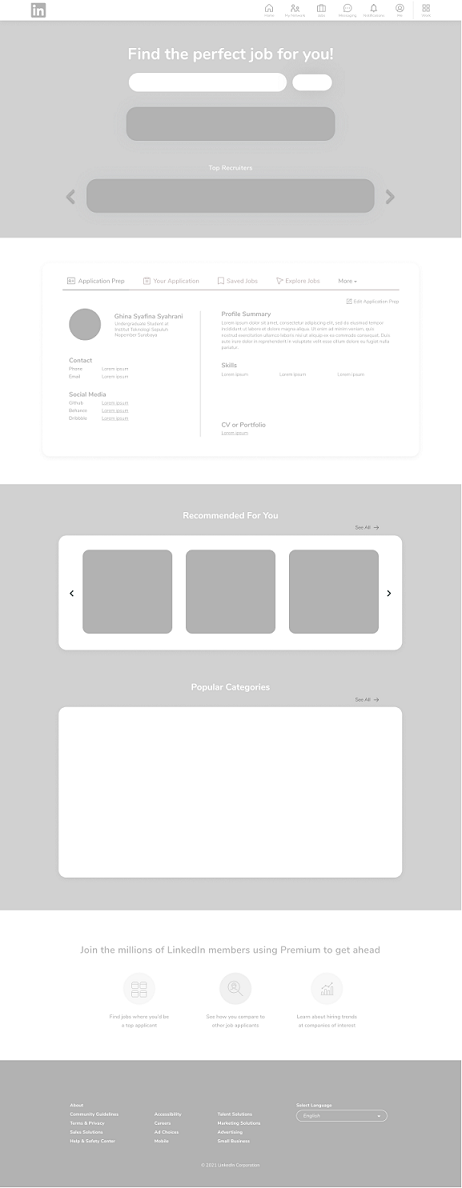 in
Home My Network Jobs Messaging Notifications Me Work
Find the perfect job for you!
Top Recruiters
Application Prep Your Application Saved Jobs Explore Jobs More
Edit Application Prep
Ghina Syafina Syahrani
Undergraduate Student at
Institut Teknologi Sepuluh
Nopember Surabaya
Contact
Phone Lorem ipsum
Email Lorem ipsum
Social Media
Github Lorem ipsum
Behance Lorem ipsum
Dribbble Lorem ipsum
Profile Summary
Lorem ipsum dolor sit amet, consectetur adipiscing elit, sed do eiusmod tempor
incididunt ut labore et dolore magna aliqua. Ut enim ad minim veniam, quis
nostrud exercitation ullamco laboris nisi ut aliquip ex ea commodo consequat. Duis
aute irure dolor in reprehenderit in voluptate velit esse cillum dolore eu fugiat nulla
pariatur.
Skills
Lorem ipsum Lorem ipsum Lorem ipsum
CV or Portfolio
Lorem ipsum
Recommended For You
See All
Popular Categories
See All
Join the millions of LinkedIn members using Premium to get ahead
Find jobs where you'd be
a top applicant
See how you compare to
other job applicants
Learn about hiring trends
at companies of interest
About
Community Guidelines Accessibility Talent Solutions
Terms & Privacy Careers Marketing Solutions
Sales Solutions Ad Choices Advertising
Help & Safety Center Mobile Small Business
Select Language
English
© 2021 LinkedIn Corporation